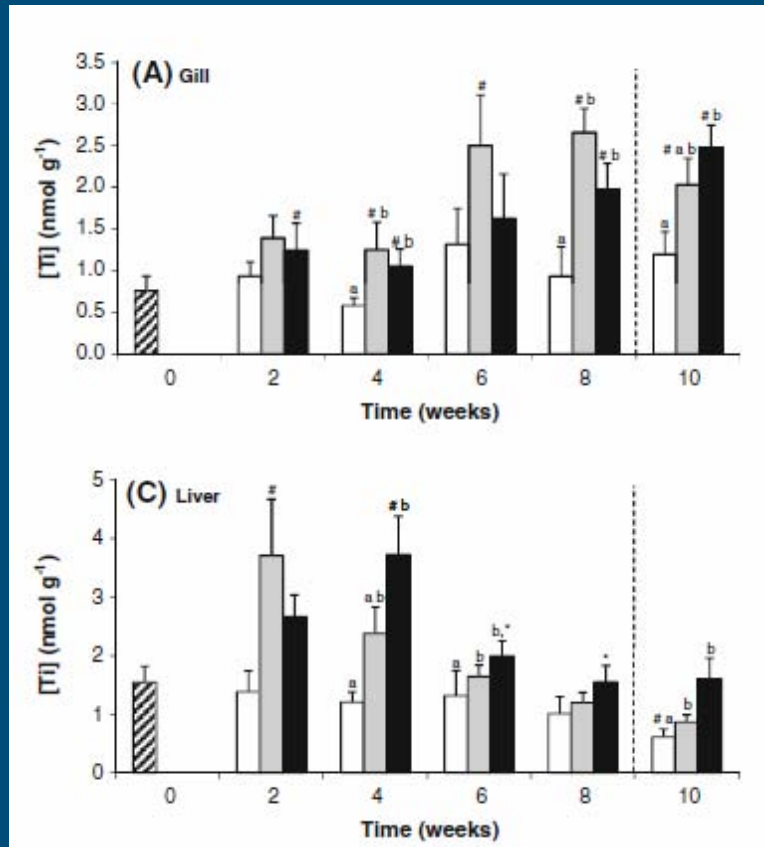 (A) Gill
[Ti] (nmol g-1)
3.5
3.0
2.5
2.0
1.5
1.0
0.5
0.0
#
# b
# b
a
#
# b
# b
a
# a b
# b
a
0 2 4 6 8 10
Time (weeks)
(C) Liver
[Ti] (nmol g-1)
5
4
3
2
1
0
#
# b
a b
a
a
b
b,*
*
# a
b
b
0 2 4 6 8 10
Time (weeks)